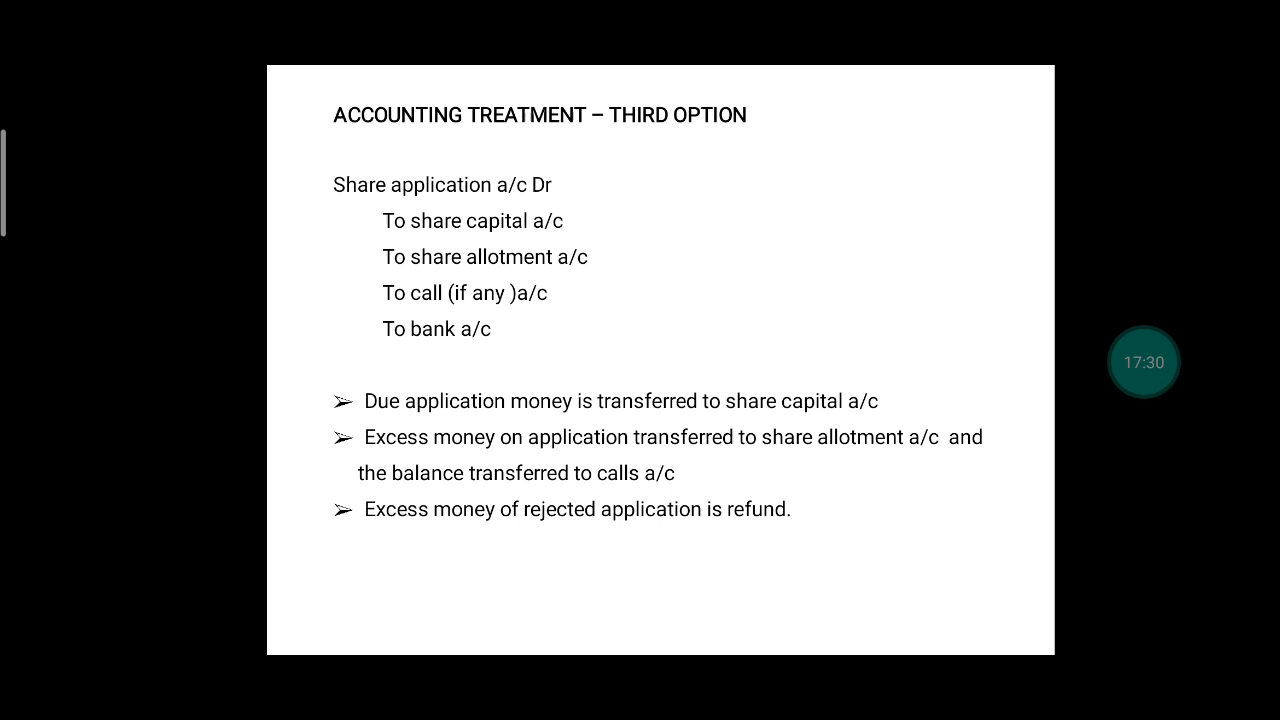 ACCOUNTING TREATMENT – THIRD OPTION
Share application a/c Dr
To share capital a/c
To share allotment a/c
To call (if any )a/c
To bank a/c
➢ Due application money is transferred to share capital a/c
➢ Excess money on application transferred to share allotment a/c  and
the balance transferred to calls a/c
➢ Excess money of rejected application is refund.
17:30